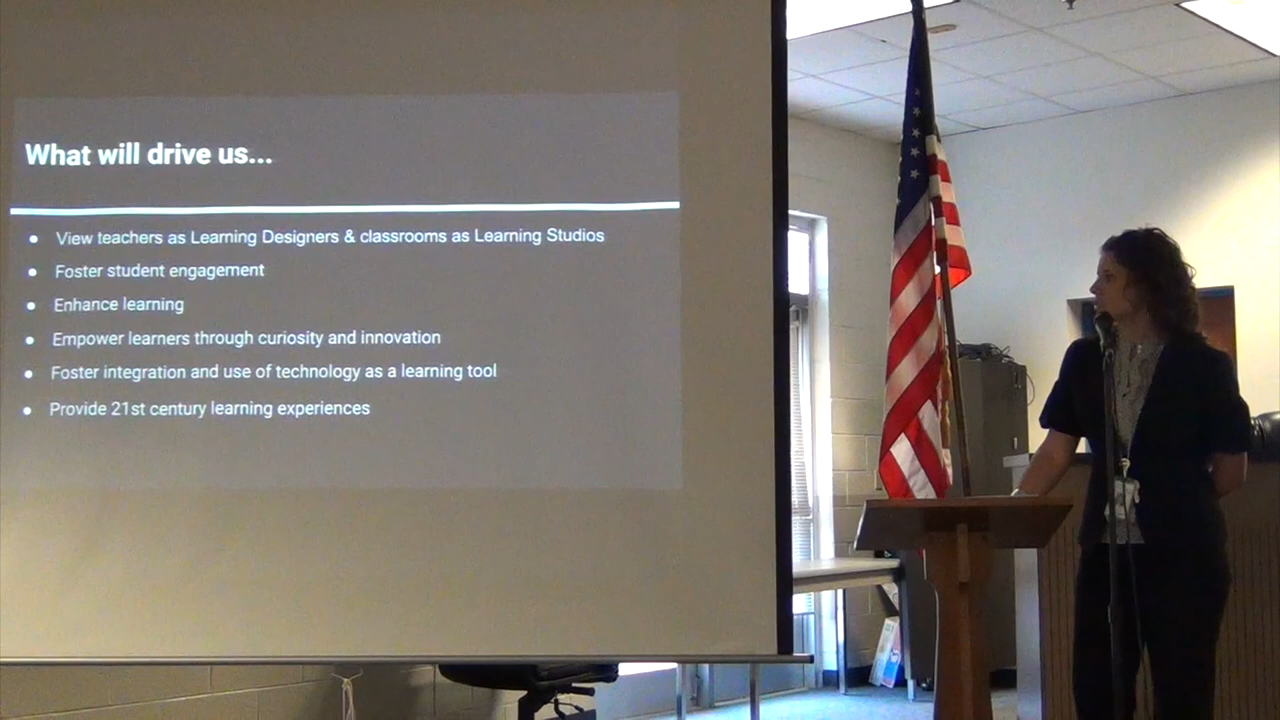 What will drive us...
• View teachers as Learning Designers & classrooms as Learning Studios
• Foster student engagement
• Enhance learning
• Empower learners through curiosity and innovation
• Foster integration and use of technology as a learning tool
• Provide 21st century learning experiences